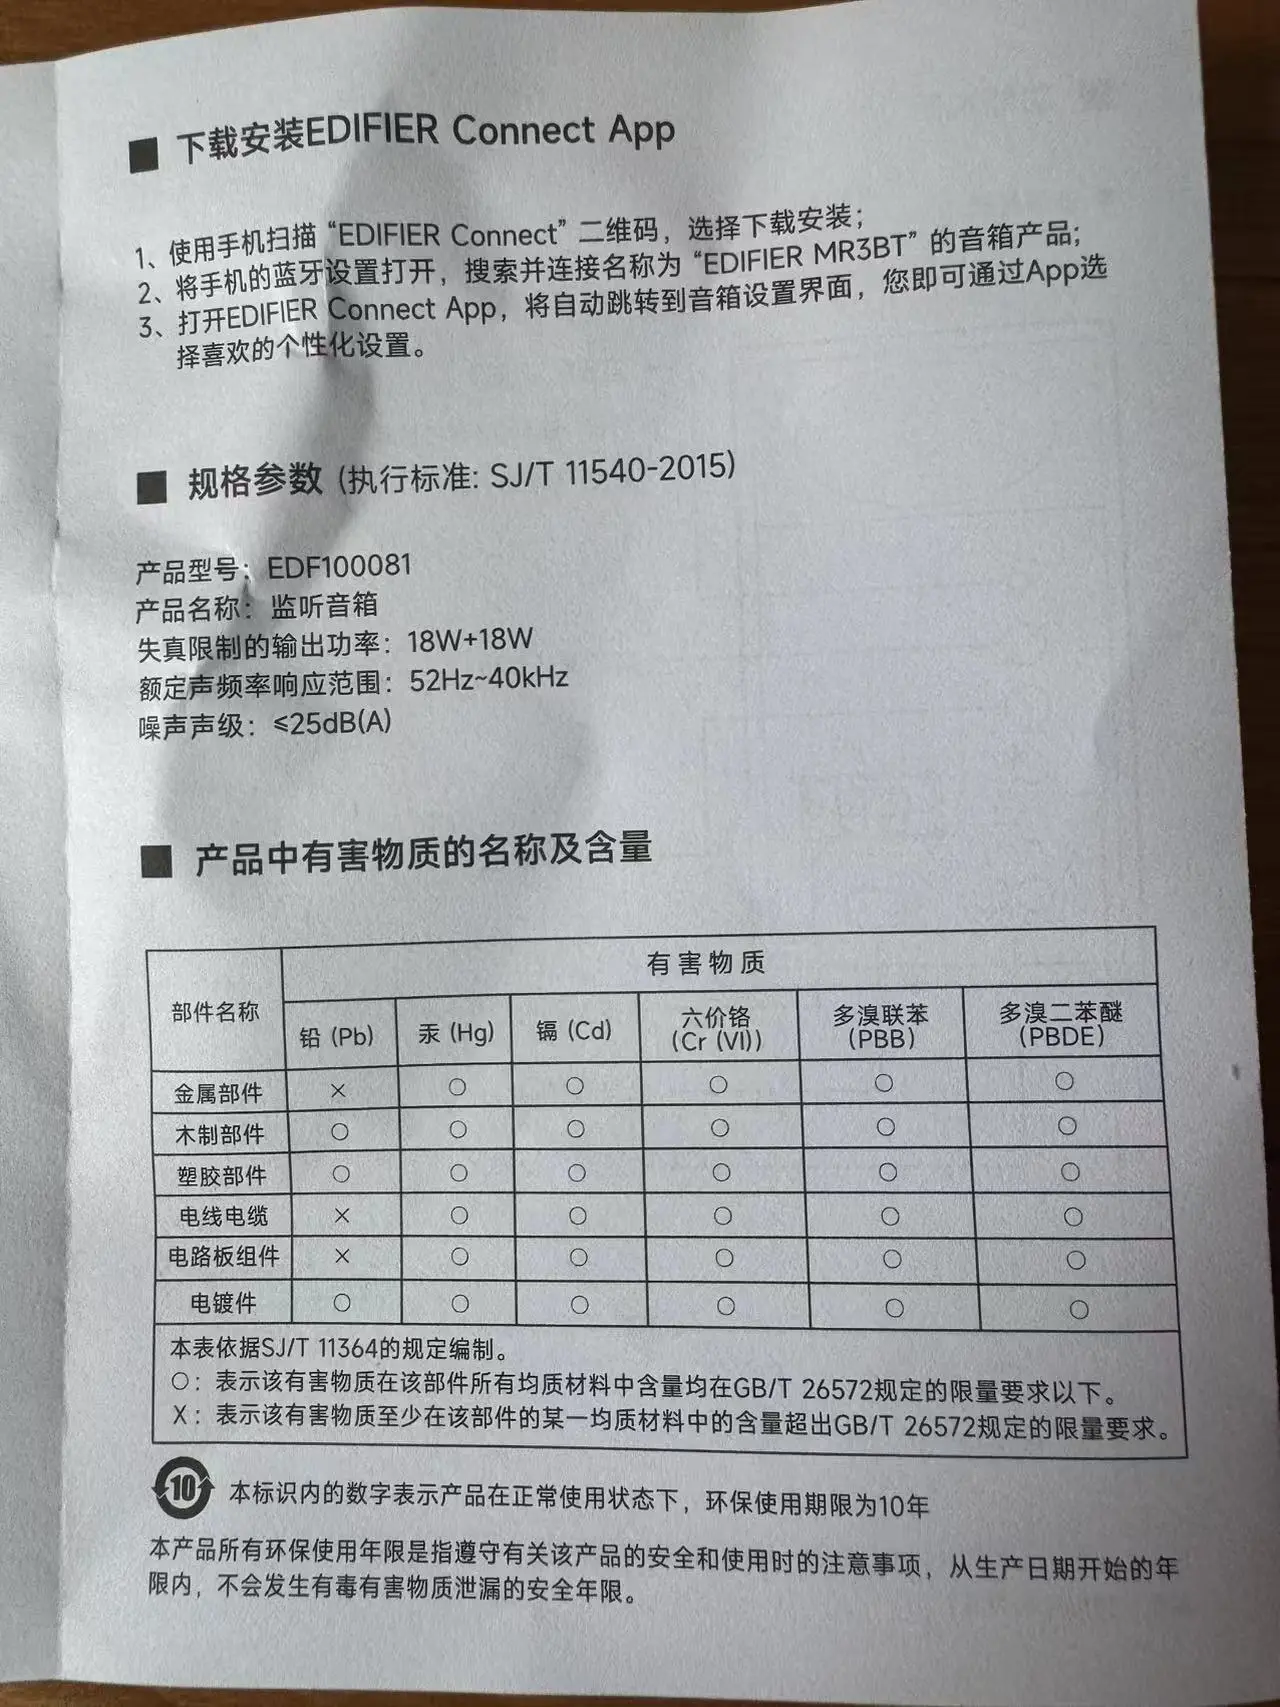 ■ 下载安装EDIFIER Connect App
1、使用手机扫描“EDIFIER Connect”二维码，选择下载安装；
2、将手机的蓝牙设置打开，搜索并连接名称为“EDIFIER MR3BT”的音箱产品；
3、打开EDIFIER Connect App，将自动跳转到音箱设置界面，您即可通过App选
择喜欢的个性化设置。
■ 规格参数 (执行标准: SJ/T 11540-2015)
产品型号：EDF100081
产品名称：监听音箱
失真限制的输出功率：18W+18W
额定声频率响应范围：52Hz~40kHz
噪声声级：≤25dB(A)
■ 产品中有害物质的名称及含量
部件名称 有害物质
铅 (Pb) 汞 (Hg) 镉 (Cd) 六价铬 (Cr (VI)) 多溴联苯 (PBB) 多溴二苯醚 (PBDE)
金属部件 × ○ ○ ○ ○ ○
木制部件 ○ ○ ○ ○ ○ ○
塑胶部件 ○ ○ ○ ○ ○ ○
电线电缆 × ○ ○ ○ ○ ○
电路板组件 × ○ ○ ○ ○ ○
电镀件 ○ ○ ○ ○ ○ ○
本表依据SJ/T 11364的规定编制。
○：表示该有害物质在该部件所有均质材料中含量均在GB/T 26572规定的限量要求以下。
X：表示该有害物质至少在该部件的某一均质材料中的含量超出GB/T 26572规定的限量要求。
10 本标识内的数字表示产品在正常使用状态下，环保使用期限为10年
本产品所有环保使用年限是指遵守有关该产品的安全和使用时的注意事项，从生产日期开始的年
限内，不会发生有毒有害物质泄漏的安全年限。